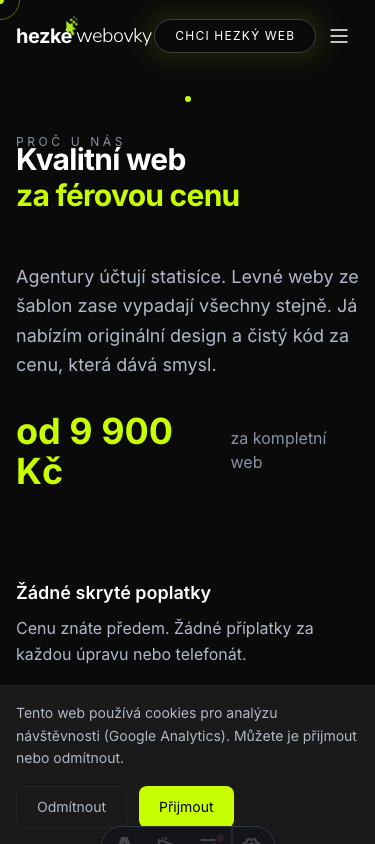 hezkéwebovky
CHCI HEZKÝ WEB
PROČ U NÁS
Kvalitní web
za férovou cenu
Agentury účtují statisíce. Levné weby ze
šablon zase vypadají všechny stejně. Já
nabízím originální design a čistý kód za
cenu, která dává smysl.
od 9 900
Kč
za kompletní
web
Žádné skryté poplatky
Cenu znáte předem. Žádné příplatky za
každou úpravu nebo telefonát.
Tento web používá cookies pro analýzu
návštěvnosti (Google Analytics). Můžete je přijmout
nebo odmítnout.
Odmítnout
Přijmout